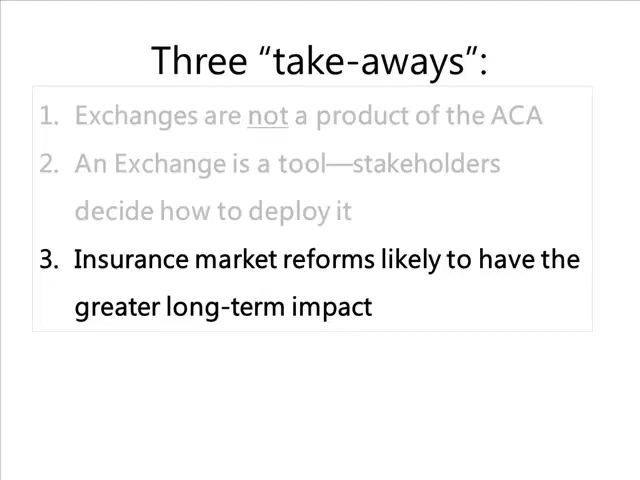 Three “take-aways”:
1. Exchanges are not a product of the ACA
2. An Exchange is a tool—stakeholders
decide how to deploy it
3. Insurance market reforms likely to have the
greater long-term impact